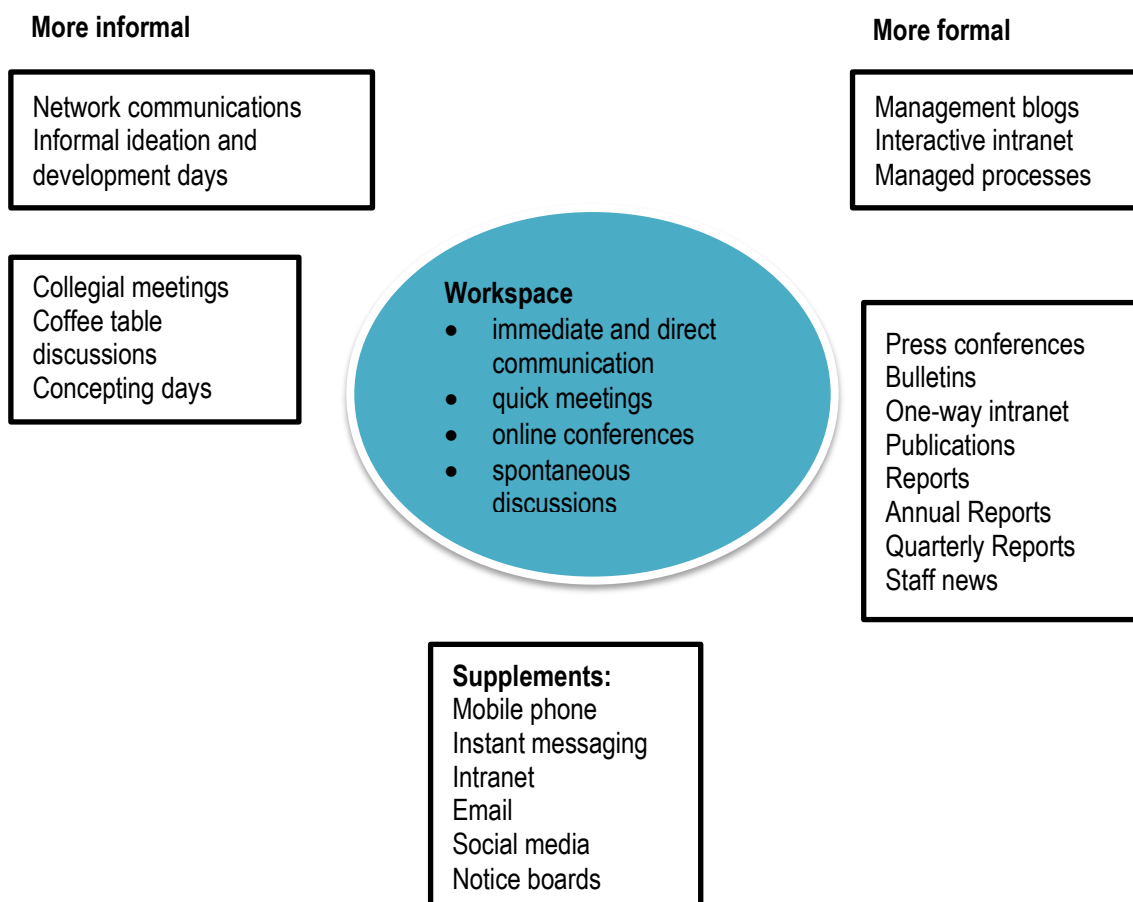 More informal
More formal
Network communications
Informal ideation and
development days
Management blogs
Interactive intranet
Managed processes
Collegial meetings
Coffee table
discussions
Concepting days
Workspace
• immediate and direct
communication
• quick meetings
• online conferences
• spontaneous
discussions
Press conferences
Bulletins
One-way intranet
Publications
Reports
Annual Reports
Quarterly Reports
Staff news
Supplements:
Mobile phone
Instant messaging
Intranet
Email
Social media
Notice boards